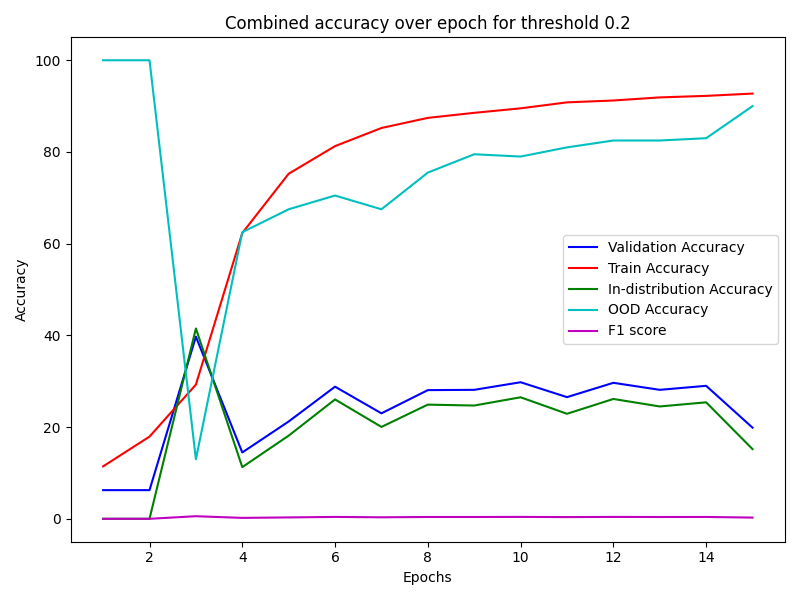 Combined accuracy over epoch for threshold 0.2
Accuracy
100
80
60
40
20
0
Validation Accuracy
Train Accuracy
In-distribution Accuracy
OOD Accuracy
F1 score
2 4 6 8 10 12 14
Epochs